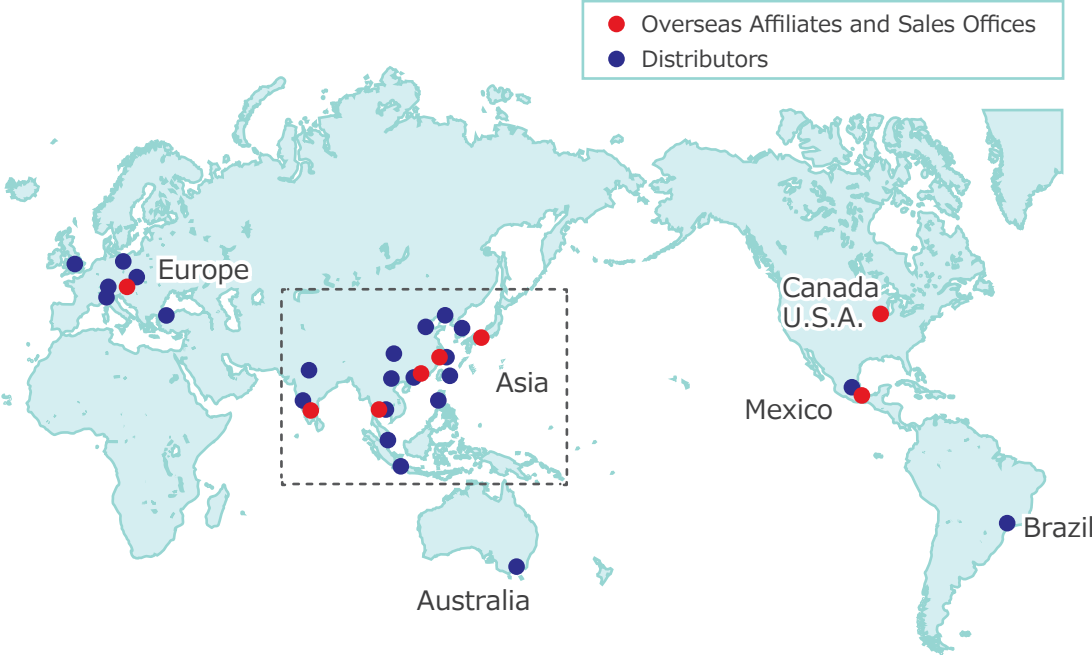 Overseas Affiliates and Sales Offices
Distributors
Europe
Canada
U.S.A.
Asia
Mexico
Brazil
Australia